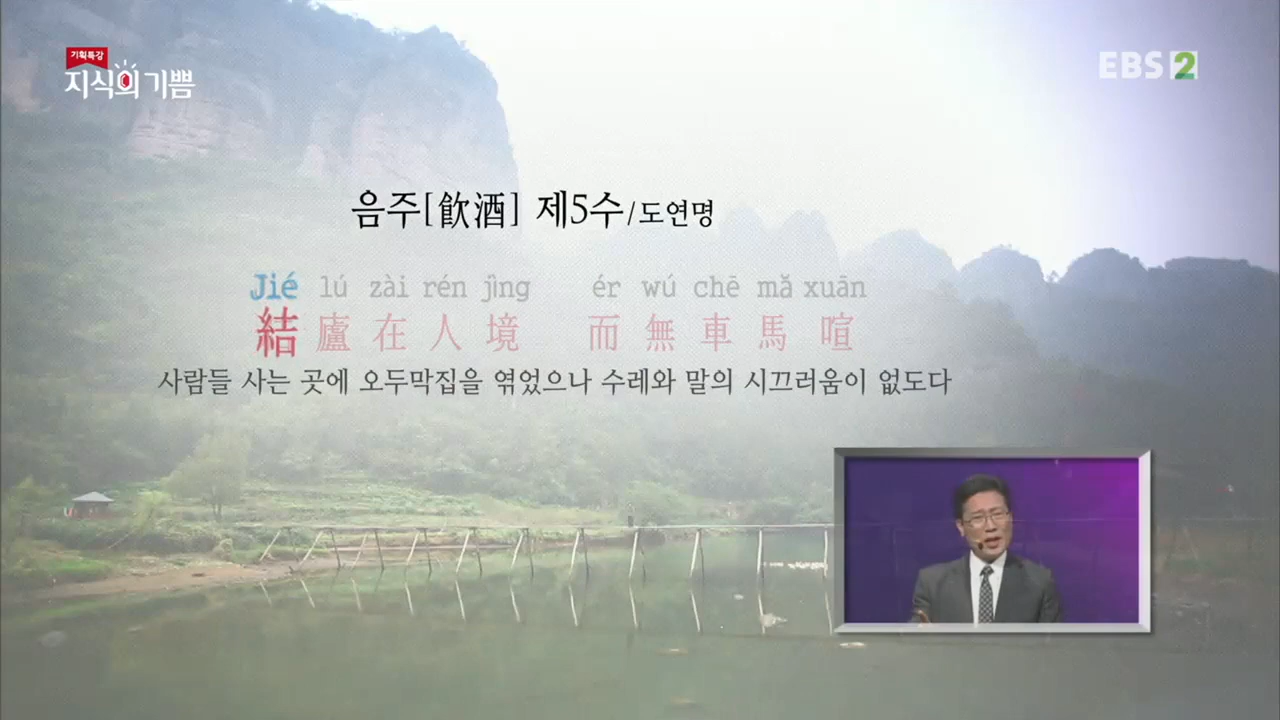 기획특강
지식의 기쁨
EBS 2
음주[飮酒] 제5수/도연명
Jié lú zài rén jìng ér wú chē mǎ xuān
結 廬 在 人 境 而 無 車 馬 喧
사람들 사는 곳에 오두막집을 엮었으나 수레와 말의 시끄러움이 없도다